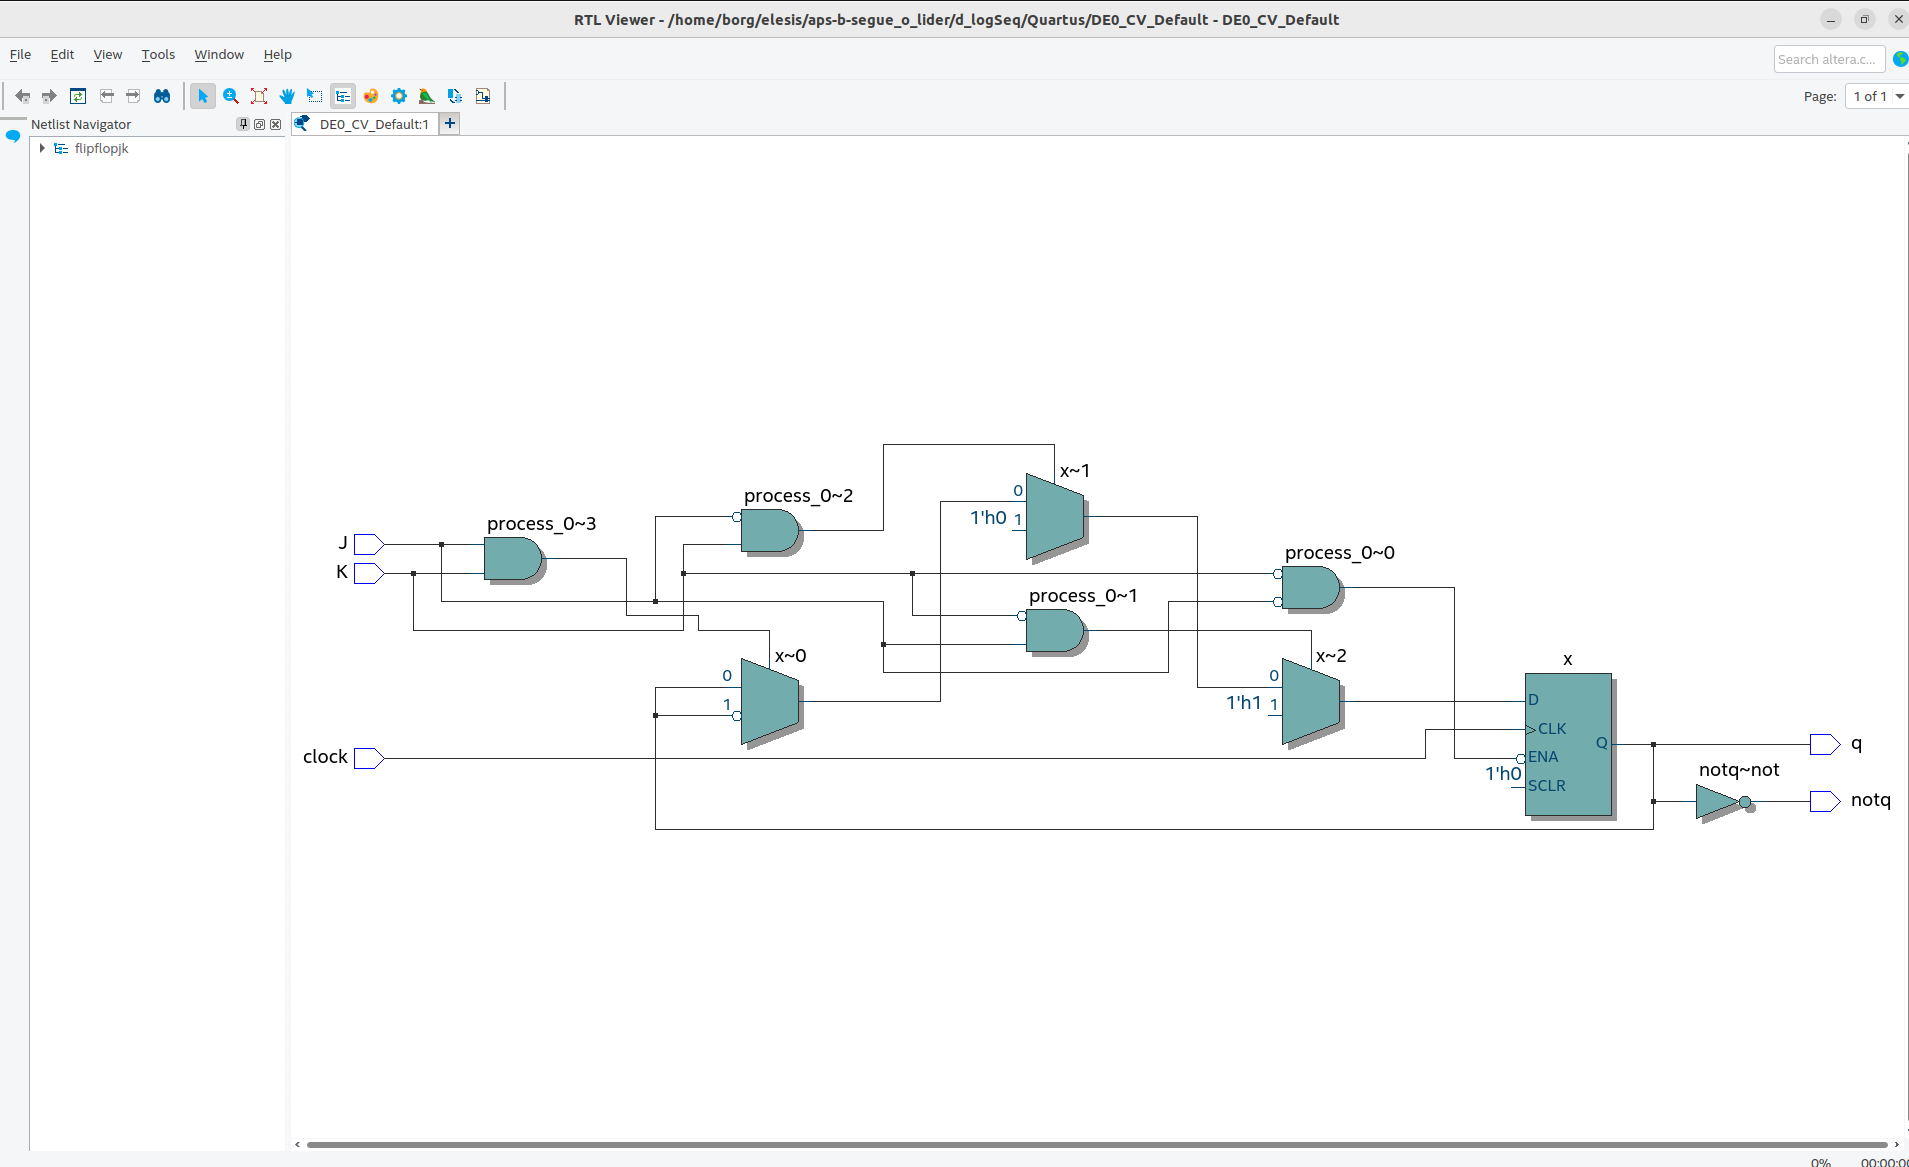 RTL Viewer - /home/borg/elesis/aps-b-segue_o_lider/d_logSeq/Quartus/DE0_CV_Default - DE0_CV_Default
File Edit View Tools Window Help
Search altera.c...
Page: 1 of 1
Netlist Navigator
DE0_CV_Default:1
flipflopjk
x~1
process_0~2
0
1'h0 1
process_0~3
J
K
process_0~0
process_0~1
x~0
0
1
x~2
0
1'h1 1
x
D
CLK
ENA
1'h0
SCLR
Q
q
clock
notq~not
notq
0% 00:00:0